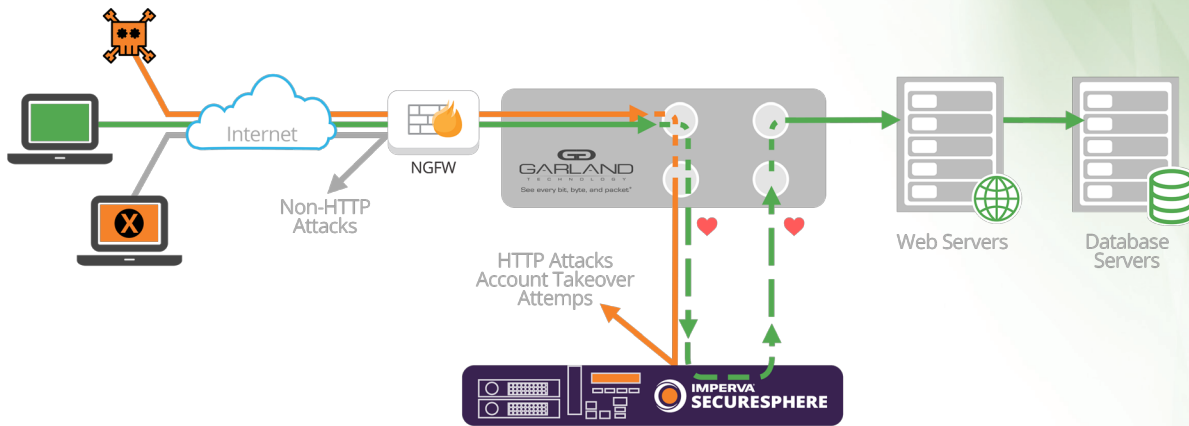 Internet
NGFW
Non-HTTP
Attacks
GARLAND
TECHNOLOGY
See every bit, byte, and packet®
HTTP Attacks
Account Takeover
Attemps
X
IMPERVA
SECURESPHERE
Web Servers
Database
Servers